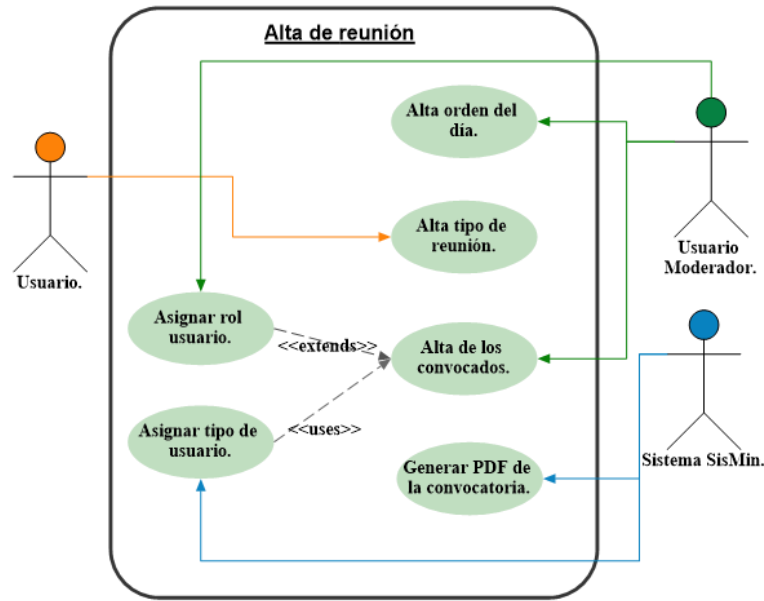 Alta de reunión
Alta orden del
día.
Alta tipo de
reunión.
Usuario.
Usuario
Moderador.
Asignar rol
usuario.
<<extends>>
Alta de los
convocados.
Asignar tipo de
usuario.
<<uses>>
Generar PDF de
la convocatoria.
Sistema SisMin.